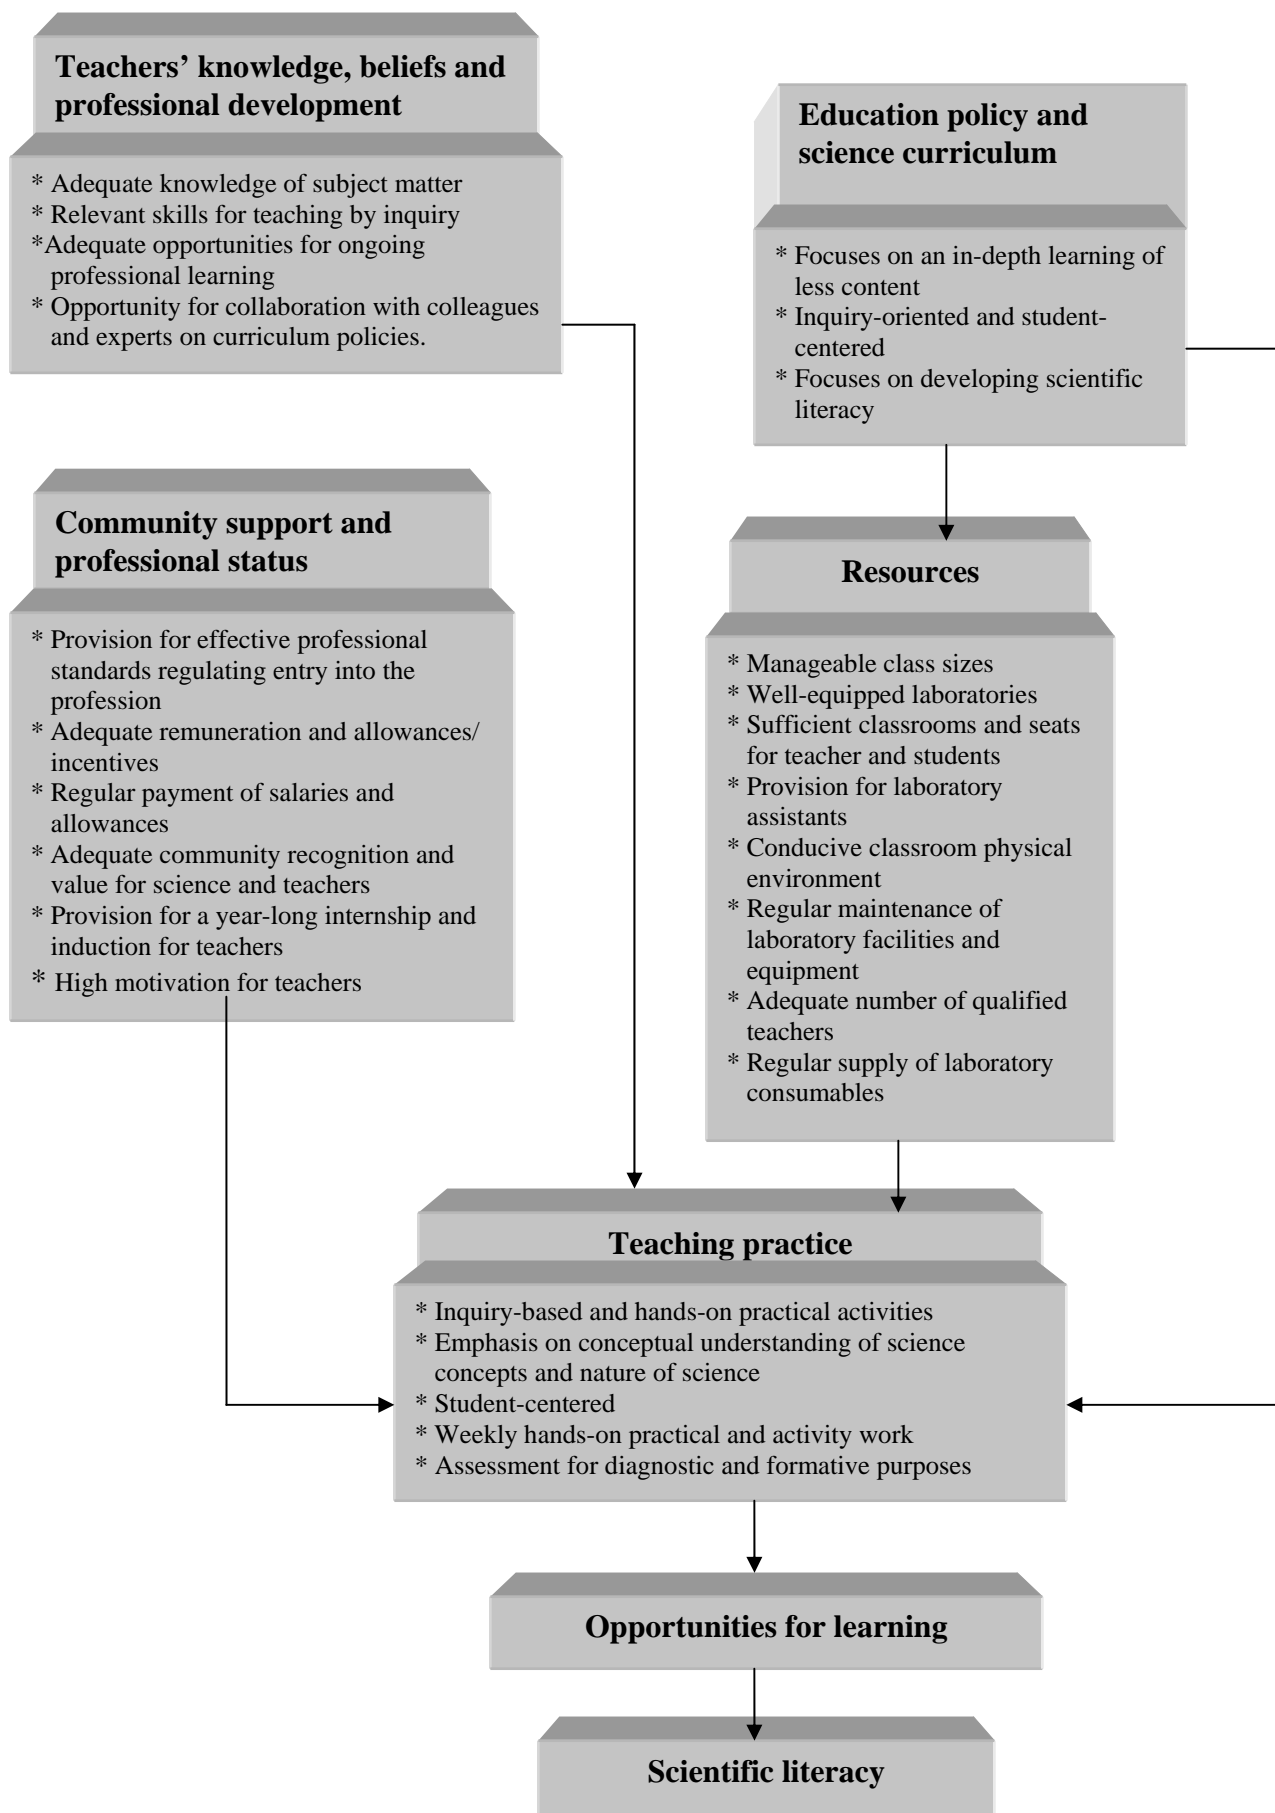 Teachers’ knowledge, beliefs and
professional development
* Adequate knowledge of subject matter
* Relevant skills for teaching by inquiry
*Adequate opportunities for ongoing
professional learning
* Opportunity for collaboration with colleagues
and experts on curriculum policies.
Education policy and
science curriculum
* Focuses on an in-depth learning of
less content
* Inquiry-oriented and student-
centered
* Focuses on developing scientific
literacy
Community support and
professional status
* Provision for effective professional
standards regulating entry into the
profession
* Adequate remuneration and allowances/
incentives
* Regular payment of salaries and
allowances
* Adequate community recognition and
value for science and teachers
* Provision for a year-long internship and
induction for teachers
* High motivation for teachers
Resources
* Manageable class sizes
* Well-equipped laboratories
* Sufficient classrooms and seats
for teacher and students
* Provision for laboratory
assistants
* Conducive classroom physical
environment
* Regular maintenance of
laboratory facilities and
equipment
* Adequate number of qualified
teachers
* Regular supply of laboratory
consumables
Teaching practice
* Inquiry-based and hands-on practical activities
* Emphasis on conceptual understanding of science
concepts and nature of science
* Student-centered
* Weekly hands-on practical and activity work
* Assessment for diagnostic and formative purposes
Opportunities for learning
Scientific literacy